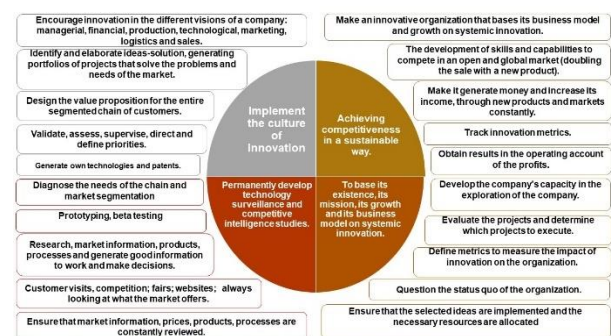 Encourage innovation in the different visions of a company:
managerial, financial, production, technological, marketing,
logistics and sales.
Identify and elaborate ideas-solution, generating
portfolios of projects that solve the problems and
needs of the market.
Design the value proposition for the entire
segmented chain of customers.
Validate, assess, supervise, direct and
define priorities.
Generate own technologies and patents.
Diagnose the needs of the chain and
market segmentation
Prototyping, beta testing
Research, market information, products,
processes and generate good information
to work and make decisions.
Customer visits, competition; fairs; websites; always
looking at what the market offers.
Ensure that market information, prices, products, processes are
constantly reviewed.
Implement
the culture
of
Innovation
Achieving
competitiveness
in a sustainable
way.
Permanently develop
technology
surveillance and
competitive
intelligence studies.
To base its
existence, its
mission, its growth
and its business
model on systemic
innovation.
Make an innovative organization that bases its business model
and growth on systemic innovation.
The development of skills and capabilities to
compete in an open and global market (doubling
the sale with a new product).
Make it generate money and increase its
income, through new products and markets
constantly.
Track innovation metrics.
Obtain results in the operating account
of the profits.
Develop the company's capacity in the
exploration of the company.
Evaluate the projects and determine
which projects to execute.
Define metrics to measure the impact of
innovation on the organization.
Question the status quo of the organization.
Ensure that the selected ideas are implemented and the
necessary resources are allocated